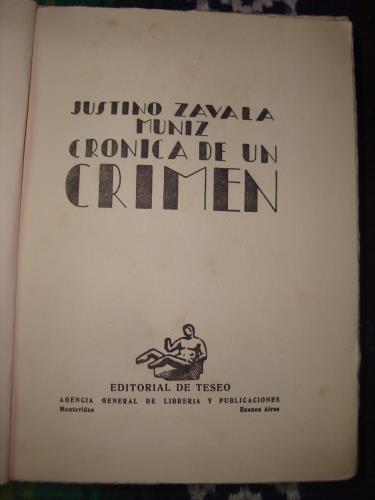 JUSTINO ZAVALA
MUNIZ
CRONICA DE UN
CRIMEN
EDITORIAL DE TESEO
AGENCIA GENERAL DE LIBRERIA Y PUBLICACIONES
Montevideo Buenos Aires